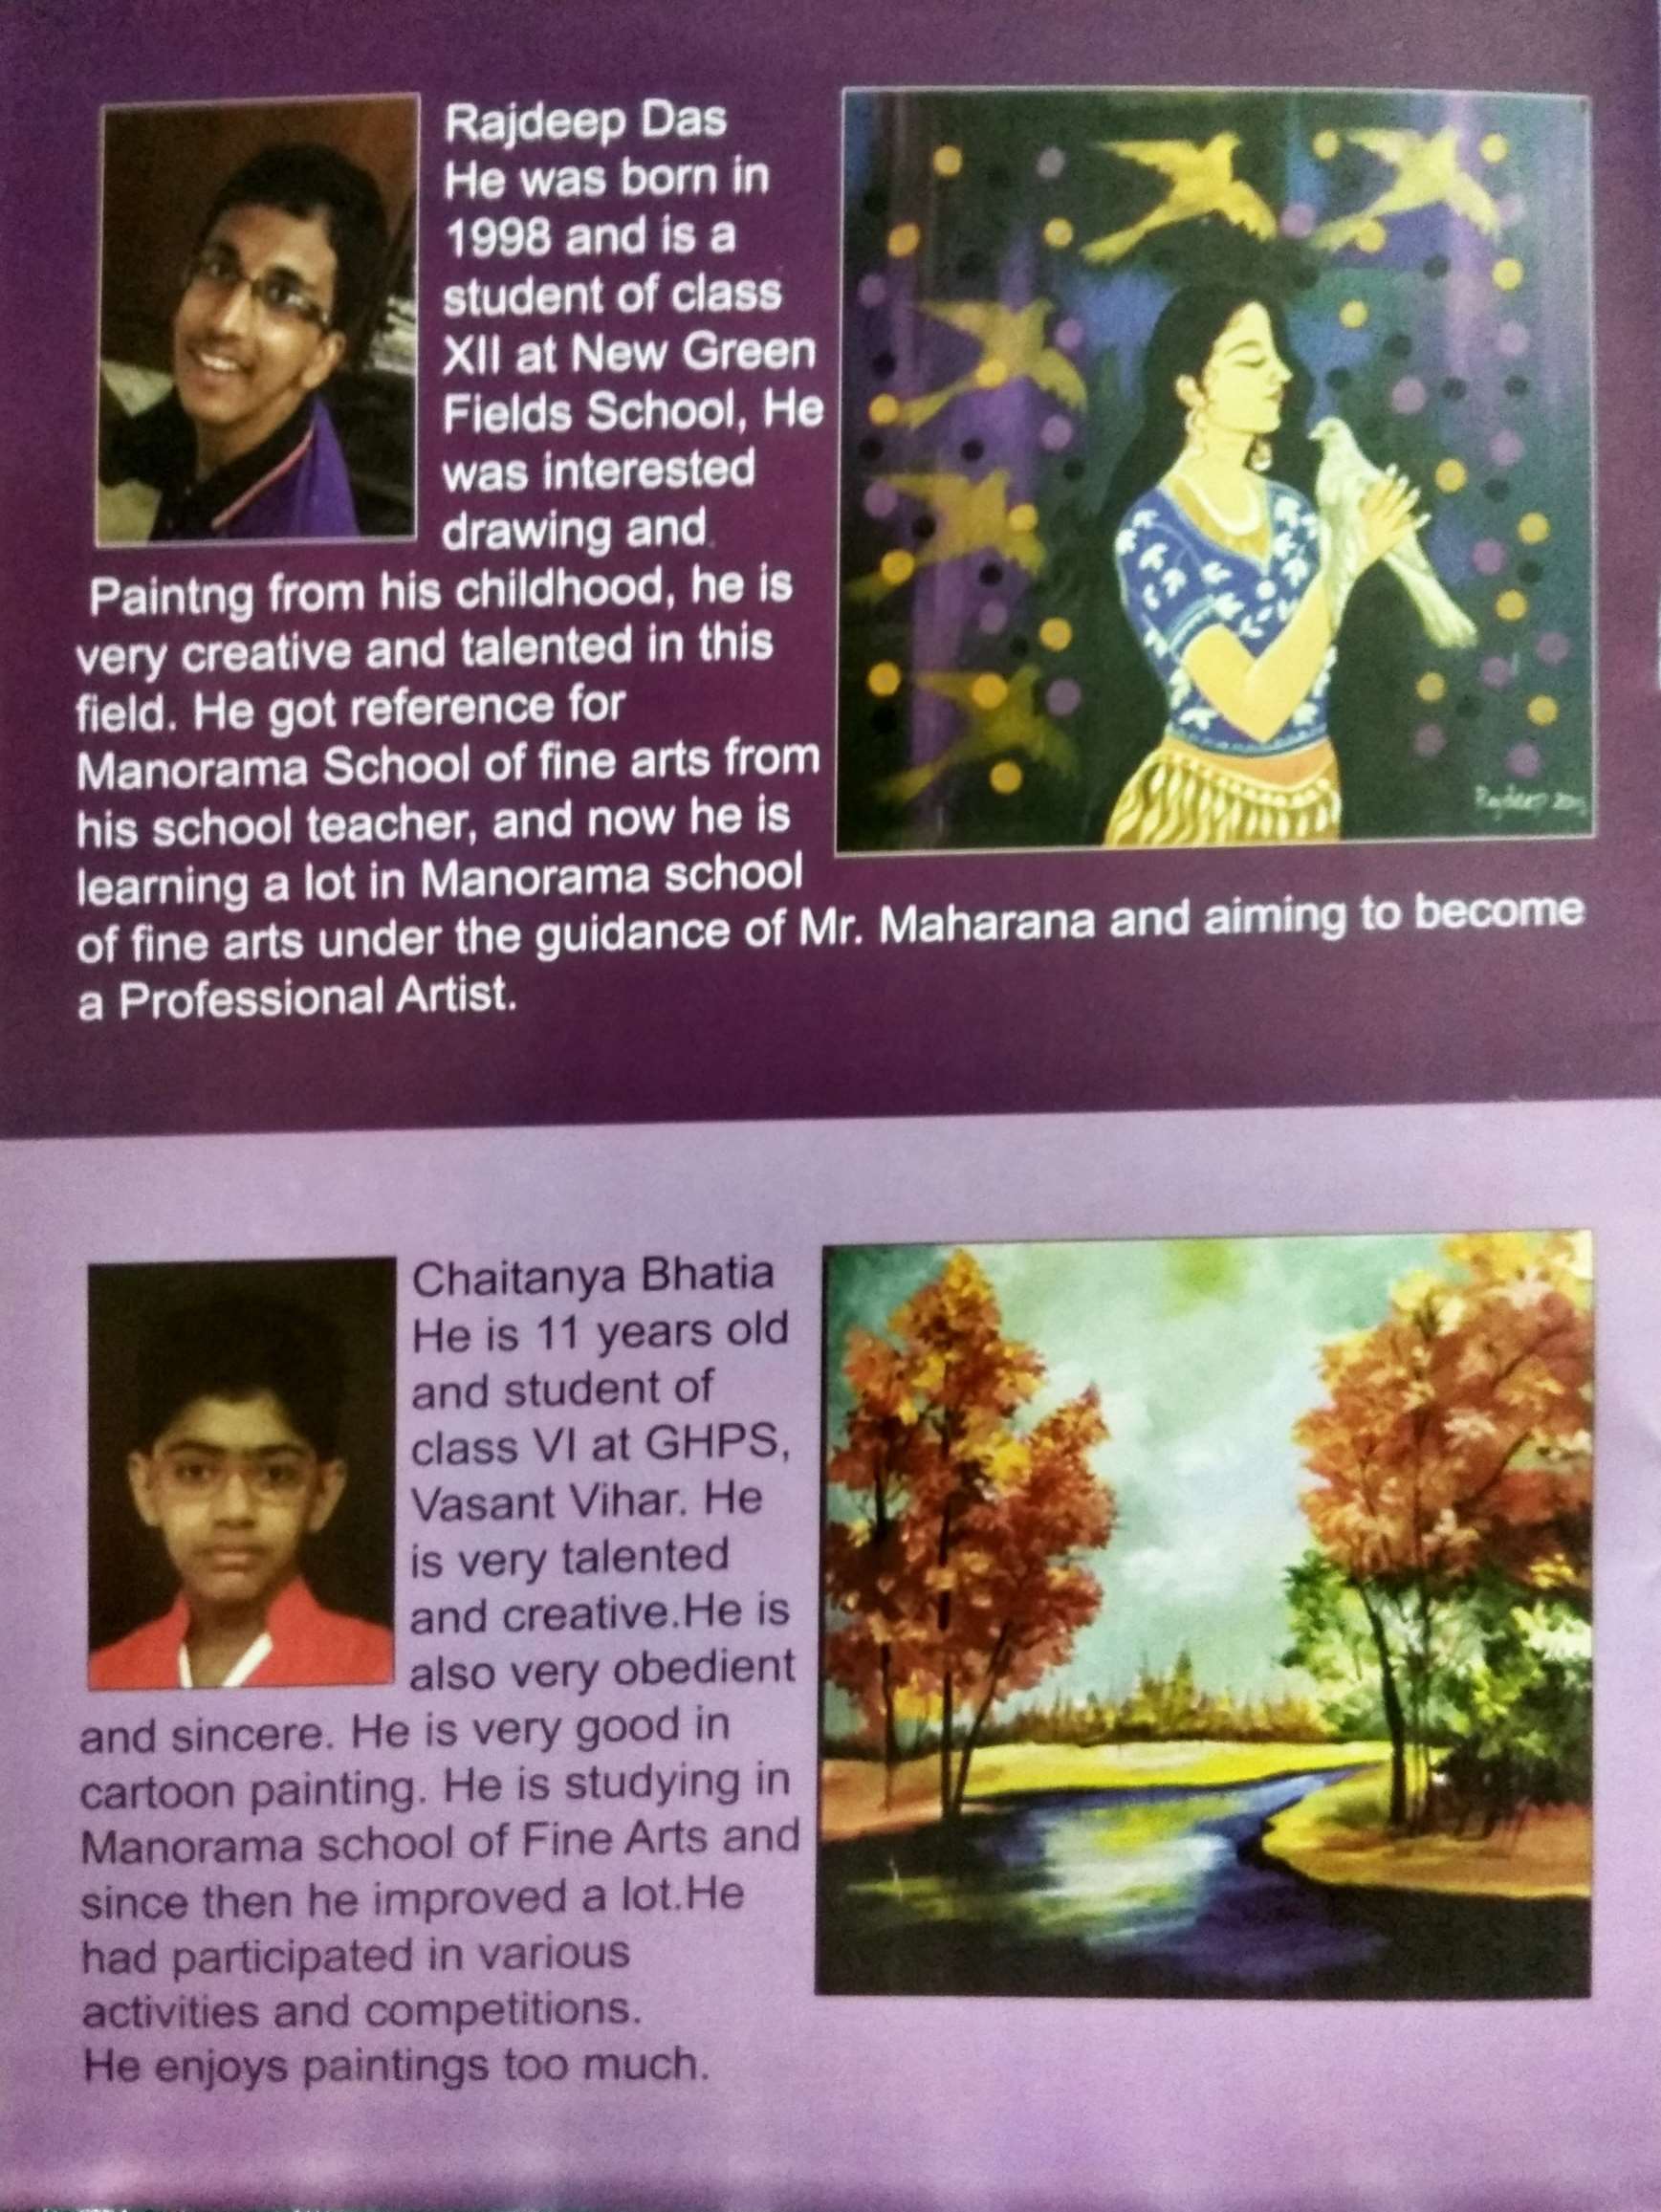 Rajdeep Das
He was born in
1998 and is a
student of class
XII at New Green
Fields School, He
was interested
drawing and
Paintng from his childhood, he is
very creative and talented in this
field. He got reference for
Manorama School of fine arts from
his school teacher, and now he is
learning a lot in Manorama school
of fine arts under the guidance of Mr. Maharana and aiming to become
a Professional Artist.
Rajdeep
Chaitanya Bhatia
He is 11 years old
and student of
class VI at GHPS,
Vasant Vihar. He
is very talented
and creative.He is
also very obedient
and sincere. He is very good in
cartoon painting. He is studying in
Manorama school of Fine Arts and
since then he improved a lot.He
had participated in various
activities and competitions.
He enjoys paintings too much.